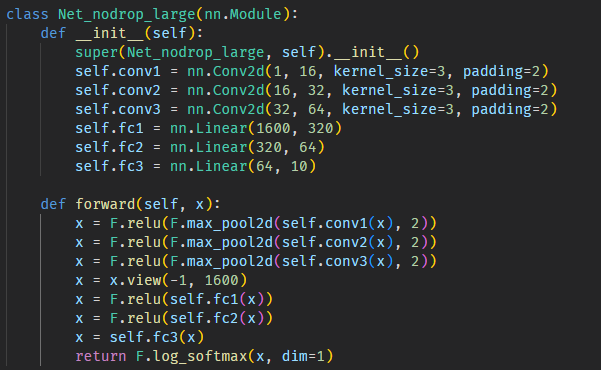 class Net_nodrop_large(nn.Module):
    def __init__(self):
        super(Net_nodrop_large, self).__init__()
        self.conv1 = nn.Conv2d(1, 16, kernel_size=3, padding=2)
        self.conv2 = nn.Conv2d(16, 32, kernel_size=3, padding=2)
        self.conv3 = nn.Conv2d(32, 64, kernel_size=3, padding=2)
        self.fc1 = nn.Linear(1600, 320)
        self.fc2 = nn.Linear(320, 64)
        self.fc3 = nn.Linear(64, 10)

    def forward(self, x):
        x = F.relu(F.max_pool2d(self.conv1(x), 2))
        x = F.relu(F.max_pool2d(self.conv2(x), 2))
        x = F.relu(F.max_pool2d(self.conv3(x), 2))
        x = x.view(-1, 1600)
        x = F.relu(self.fc1(x))
        x = F.relu(self.fc2(x))
        x = self.fc3(x)
        return F.log_softmax(x, dim=1)